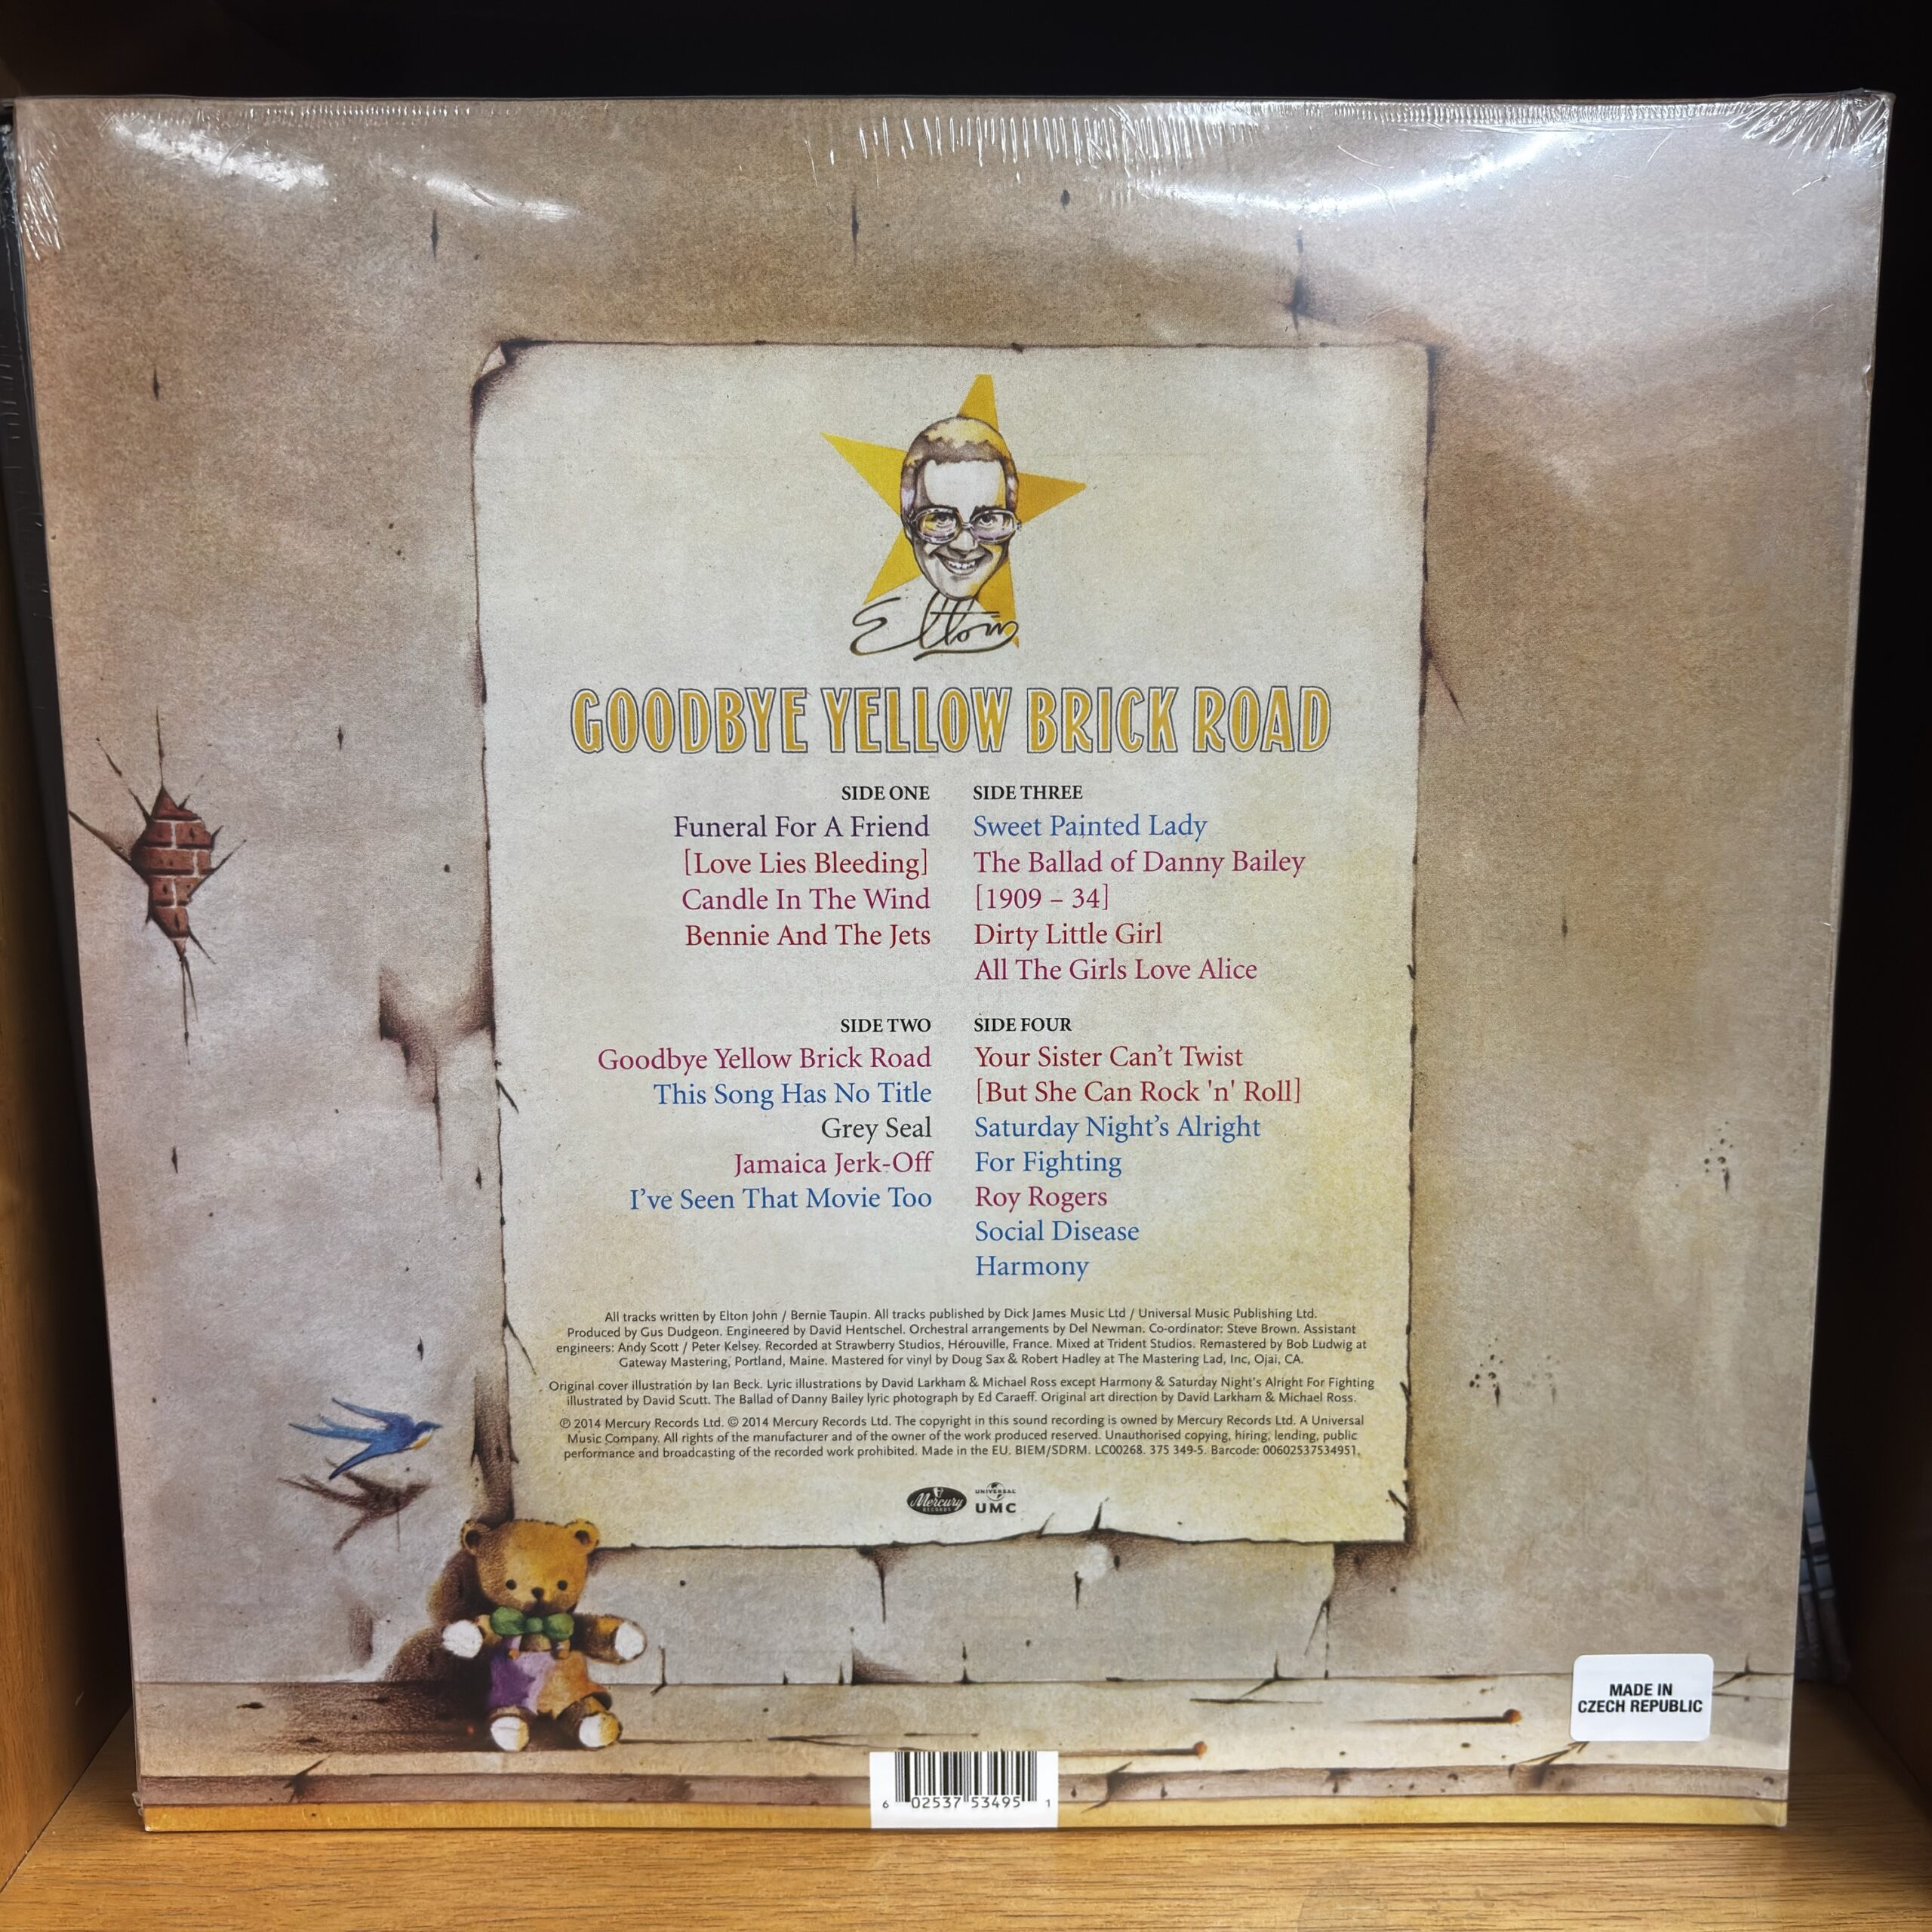 Elton
GOODBYE YELLOW BRICK ROAD
SIDE ONE
Funeral For A Friend
[Love Lies Bleeding]
Candle In The Wind
Bennie And The Jets
SIDE TWO
Goodbye Yellow Brick Road
This Song Has No Title
Grey Seal
Jamaica Jerk-Off
I've Seen That Movie Too
SIDE THREE
Sweet Painted Lady
The Ballad of Danny Bailey
[1909 – 34]
Dirty Little Girl
All The Girls Love Alice
SIDE FOUR
Your Sister Can't Twist
[But She Can Rock 'n' Roll]
Saturday Night's Alright
For Fighting
Roy Rogers
Social Disease
Harmony
All tracks written by Elton John / Bernie Taupin. All tracks published by Dick James Music Ltd / Universal Music Publishing Ltd.
Produced by Gus Dudgeon. Engineered by David Hentschel. Orchestral arrangements by Del Newman. Co-ordinator: Steve Brown. Assistant
engineers: Andy Scott / Peter Kelsey. Recorded at Strawberry Studios, Hérouville, France. Mixed at Trident Studios. Remastered by Bob Ludwig at
Gateway Mastering, Portland, Maine. Mastered for vinyl by Doug Sax & Robert Hadley at The Mastering Lad, Inc, Ojai, CA.
Original cover illustration by Ian Beck. Lyric illustrations by David Larkham & Michael Ross except Harmony & Saturday Night's Alright For Fighting
illustrated by David Scutt. The Ballad of Danny Bailey lyric photograph by Ed Caraeff. Original art direction by David Larkham & Michael Ross.
℗ 2014 Mercury Records Ltd. © 2014 Mercury Records Ltd. The copyright in this sound recording is owned by Mercury Records Ltd. A Universal
Music Company. All rights of the manufacturer and of the owner of the work produced reserved. Unauthorised copying, hiring, lending, public
performance and broadcasting of the recorded work prohibited. Made in the EU. BIEM/SDRM. LC00268. 375 349-5. Barcode: 00602537534951.
Mercury
RECORDS
UNIVERSAL
UMC
MADE IN
CZECH REPUBLIC
6 02537 53495 1